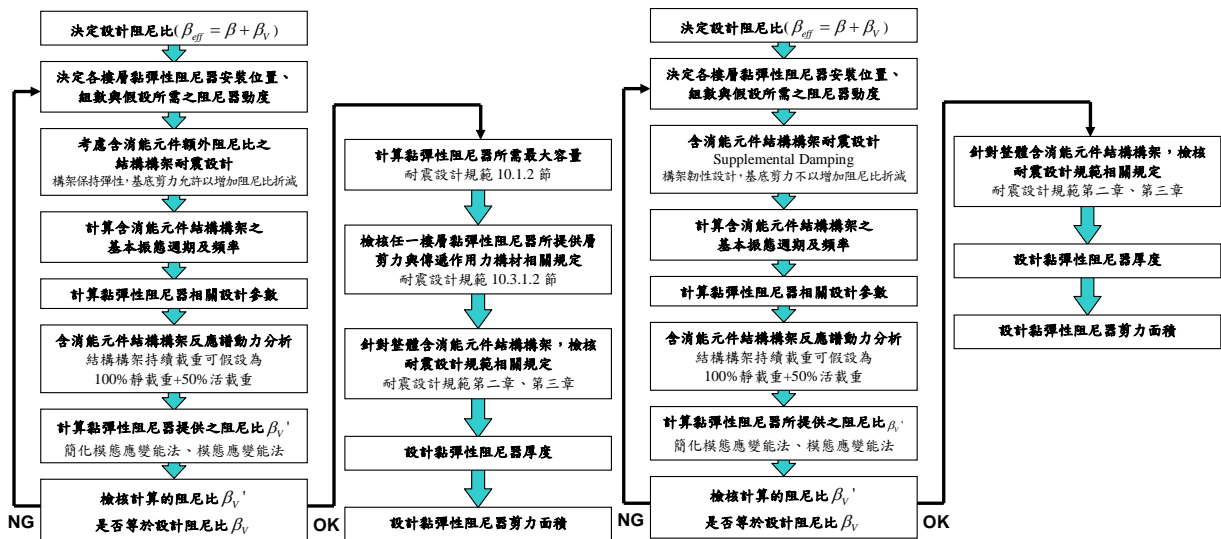 決定設計阻尼比(β_eff = β + β_V)
決定各樓層黏彈性阻尼器安裝位置、
組數與假設所需之阻尼器勁度
考慮含消能元件額外阻尼比之
結構構架耐震設計
構架保持彈性，基底剪力允許以增加阻尼比折減
計算含消能元件結構構架之
基本振態週期及頻率
計算黏彈性阻尼器相關設計參數
含消能元件結構構架反應譜動力分析
結構構架持續載重可假設為
100%靜載重+50%活載重
計算黏彈性阻尼器提供之阻尼比β_V'
簡化模態應變能法、模態應變能法
檢核計算的阻尼比β_V'
是否等於設計阻尼比β_V
NG
OK
計算黏彈性阻尼器所需最大容量
耐震設計規範 10.1.2 節
檢核任一樓層黏彈性阻尼器所提供層
剪力與傳遞作用力構材相關規定
耐震設計規範 10.3.1.2 節
針對整體含消能元件結構構架，檢核
耐震設計規範相關規定
耐震設計規範第二章、第三章
設計黏彈性阻尼器厚度
設計黏彈性阻尼器剪力面積
決定設計阻尼比(β_eff = β + β_V)
決定各樓層黏彈性阻尼器安裝位置、
組數與假設所需之阻尼器勁度
含消能元件結構構架耐震設計
Supplemental Damping
構架韌性設計，基底剪力不以增加阻尼比折減
計算含消能元件結構構架之
基本振態週期及頻率
計算黏彈性阻尼器相關設計參數
含消能元件結構構架反應譜動力分析
結構構架持續載重可假設為
100%靜載重+50%活載重
計算黏彈性阻尼器所提供之阻尼比β_V'
簡化模態應變能法、模態應變能法
檢核計算的阻尼比β_V'
是否等於設計阻尼比β_V
NG
OK
針對整體含消能元件結構構架，檢核
耐震設計規範相關規定
耐震設計規範第二章、第三章
設計黏彈性阻尼器厚度
設計黏彈性阻尼器剪力面積